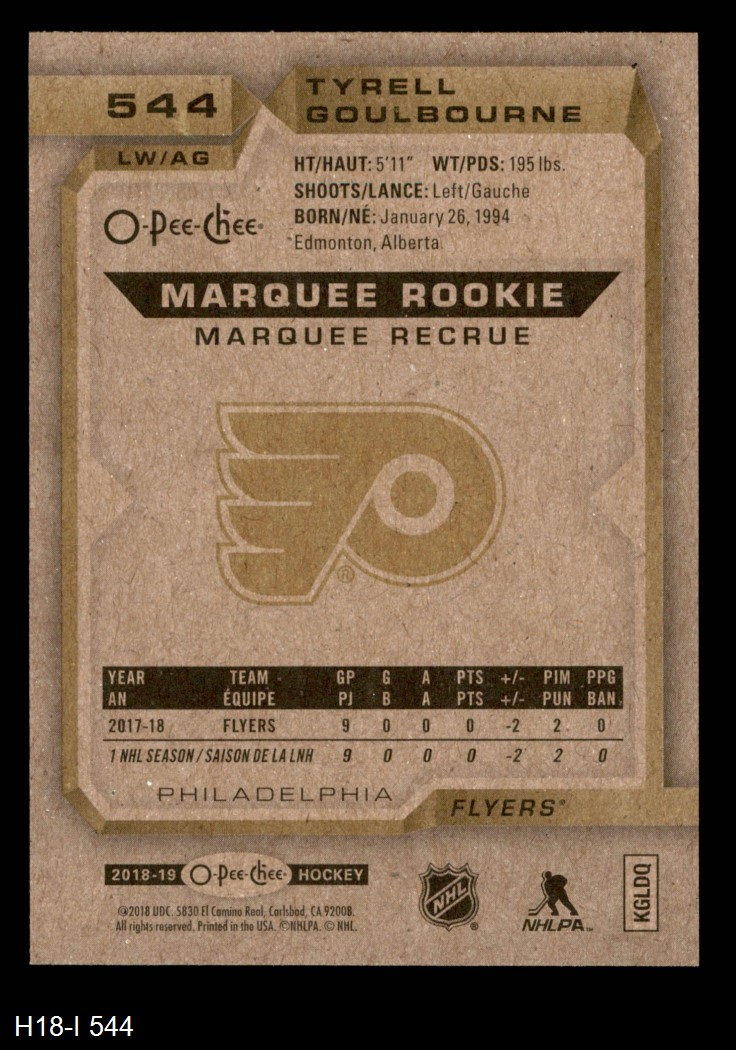 544
TYRELL
GOULBOURNE
LW/AG
HT/HAUT: 5'11" WT/PDS: 195 lbs.
SHOOTS/LANCE: Left/Gauche
BORN/NÉ: January 26, 1994
Edmonton, Alberta
O-Pee-Chee®
MARQUEE ROOKIE
MARQUEE RECRUE
®
YEAR TEAM GP G A PTS +/- PIM PPG
AN ÉQUIPE PJ B A PTS +/- PUN BAN
2017-18 FLYERS 9 0 0 0 -2 2 0
1 NHL SEASON / SAISON DE LA LNH 9 0 0 0 -2 2 0
PHILADELPHIA
FLYERS®
2018-19 O-Pee-Chee® HOCKEY
©2018 UDC. 5830 El Camino Real, Carlsbad, CA 92008.
All rights reserved. Printed in the USA. ©NHLPA. © NHL.
NHL ®
NHLPA™
KGLDQ
H18-I 544